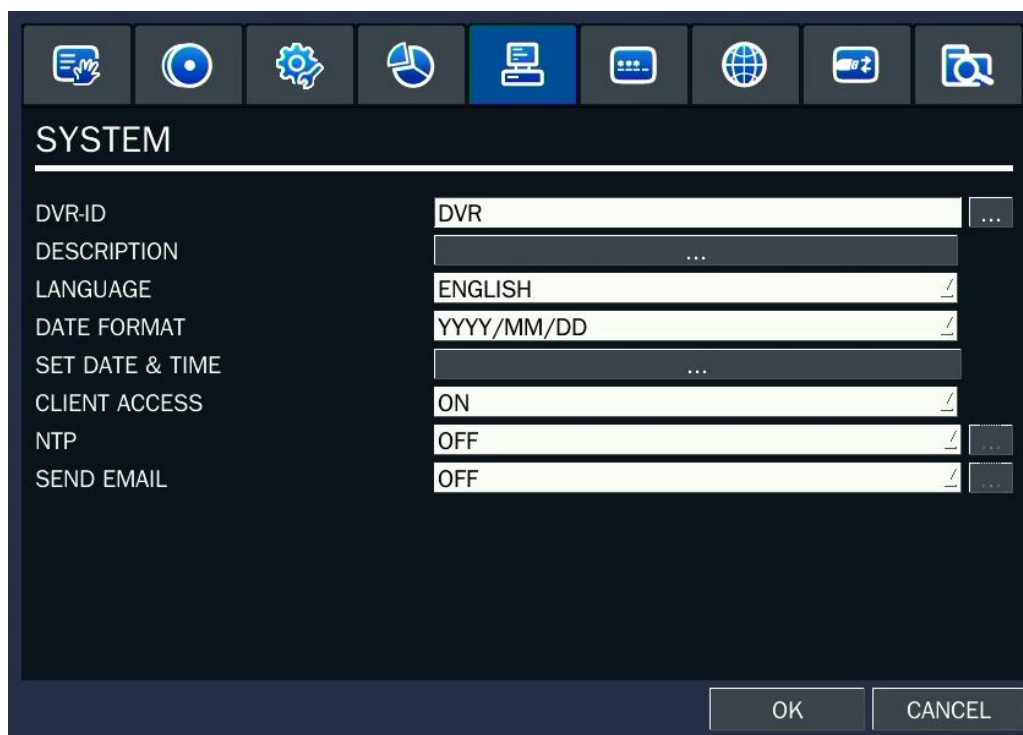 SYSTEM
DVR-ID DVR ...
DESCRIPTION ...
LANGUAGE ENGLISH
DATE FORMAT YYYY/MM/DD
SET DATE & TIME ...
CLIENT ACCESS ON
NTP OFF ...
SEND EMAIL OFF ...
OK CANCEL